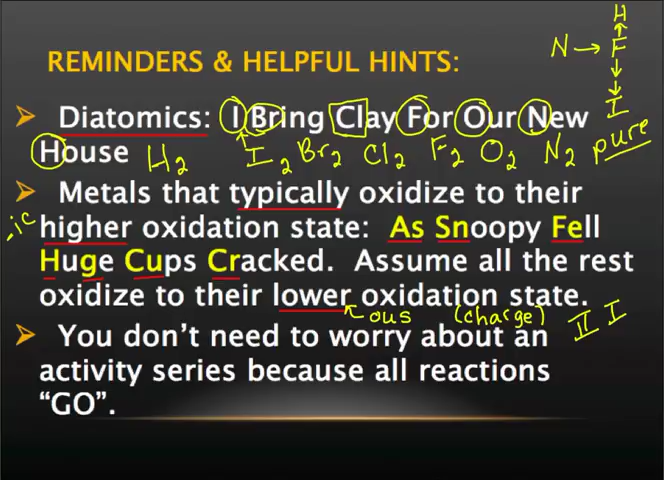 H
REMINDERS & HELPFUL HINTS:
N → F
I
Diatomics: I Bring Clay For Our New
House H2 I2 Br2 Cl2 F2 O2 N2 pure
Metals that typically oxidize to their
-ic higher oxidation state: As Snoopy Fell
Huge Cups Cracked. Assume all the rest
oxidize to their lower oxidation state.
ous (charge) II I
You don't need to worry about an
activity series because all reactions
"GO".